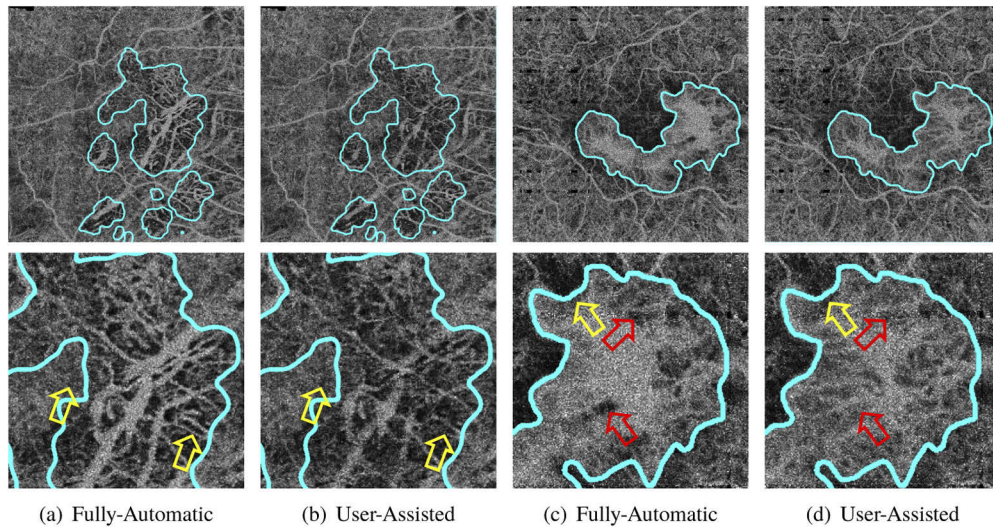 (a) Fully-Automatic
(b) User-Assisted
(c) Fully-Automatic
(d) User-Assisted